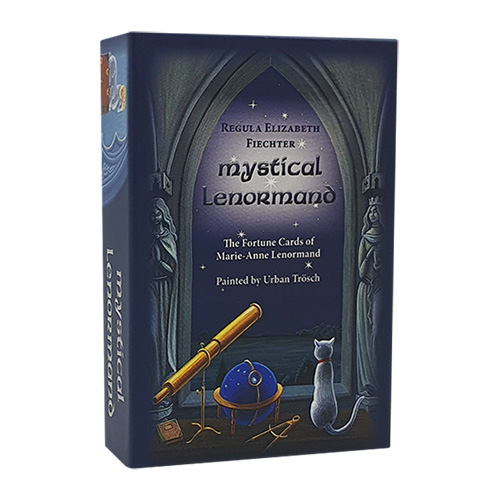 Regula Elizabeth
Fiechter
mystical
Lenormand
The Fortune Cards of
Marie-Anne Lenormand
Painted by Urban Trösch
mystical
Lenormand